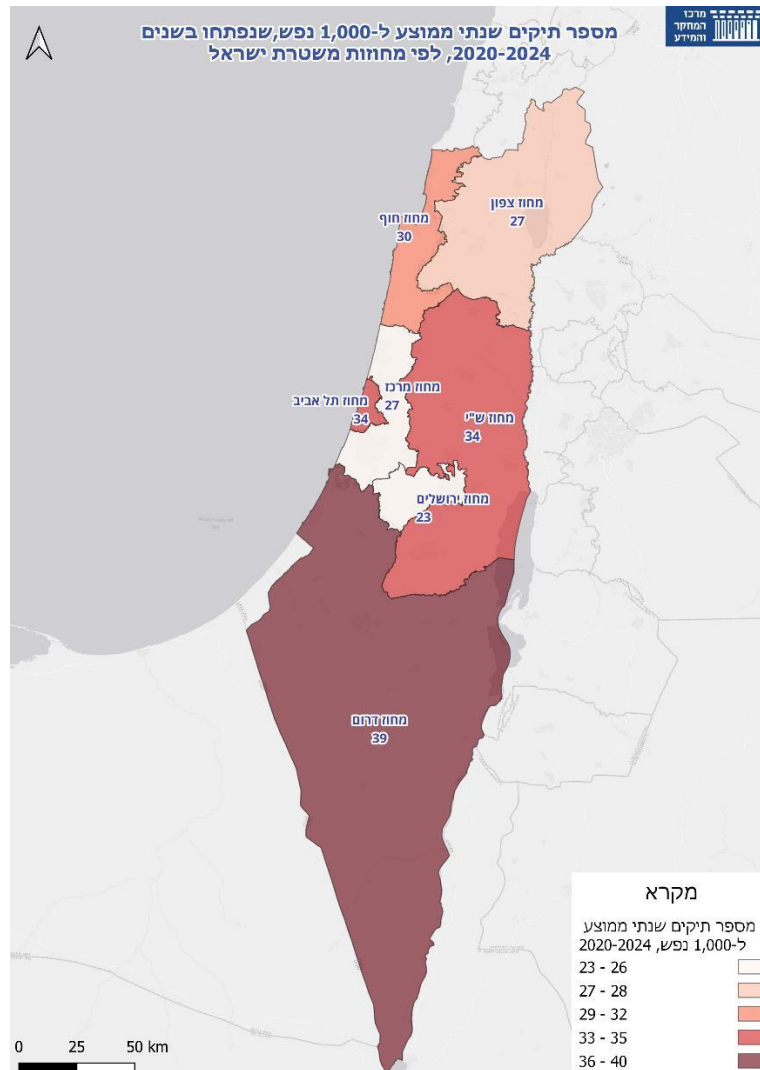 מרכז
המחקר
והמידע
מספר תיקים שנתי ממוצע ל-1,000 נפש,שנפתחו בשנים
2020-2024, לפי מחוזות משטרת ישראל
מחוז צפון
27
מחוז חוף
30
מחוז מרכז
27
מחוז תל אביב
34
מחוז ש"י
34
מחוז ירושלים
23
מחוז דרום
39
מקרא
מספר תיקים שנתי ממוצע
ל-1,000 נפש, 2020-2024
23 - 26
27 - 28
29 - 32
33 - 35
36 - 40
0 25 50 km